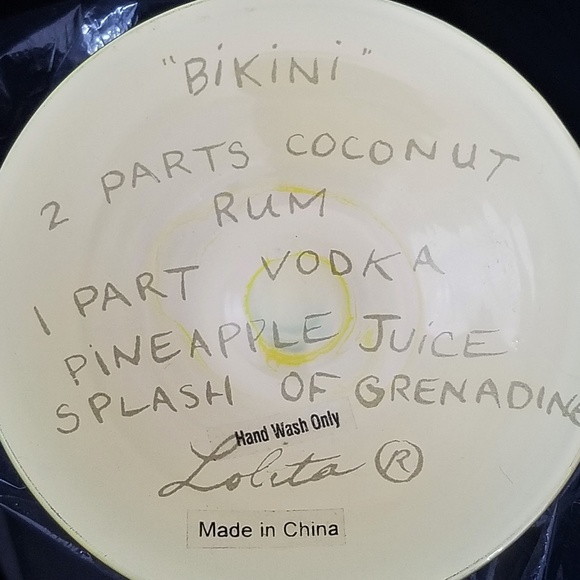 "BiKiNi"
2 PARTS COCONUT
RUM
1 PART VODKA
PiNEAPPLE JUiCE
SPLASH OF GRENADINE
Hand Wash Only
Lolita ®
Made in China